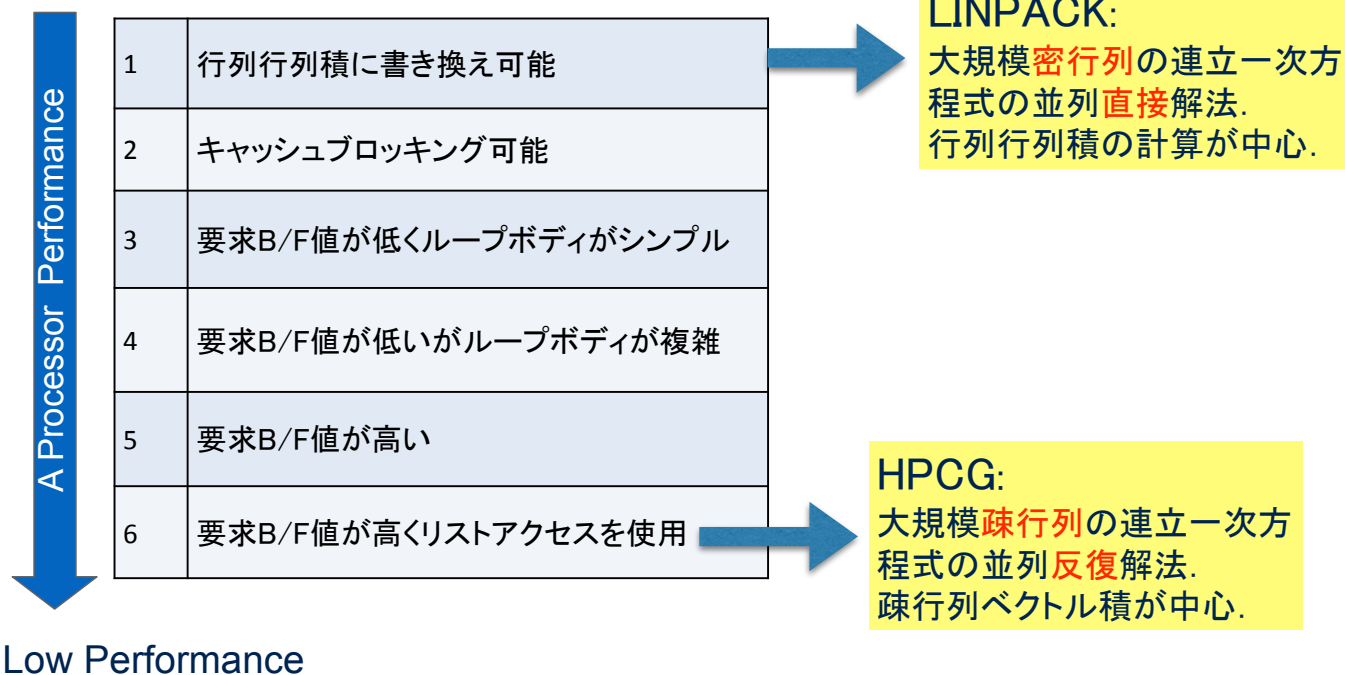 LINPACK:
大規模密行列の連立一次方
程式の並列直接解法.
行列行列積の計算が中心.
A Processor Performance
1 行列行列積に書き換え可能
2 キャッシュブロッキング可能
3 要求B/F値が低くループボディがシンプル
4 要求B/F値が低いがループボディが複雑
5 要求B/F値が高い
6 要求B/F値が高くリストアクセスを使用
HPCG:
大規模疎行列の連立一次方
程式の並列反復解法.
疎行列ベクトル積が中心.
Low Performance